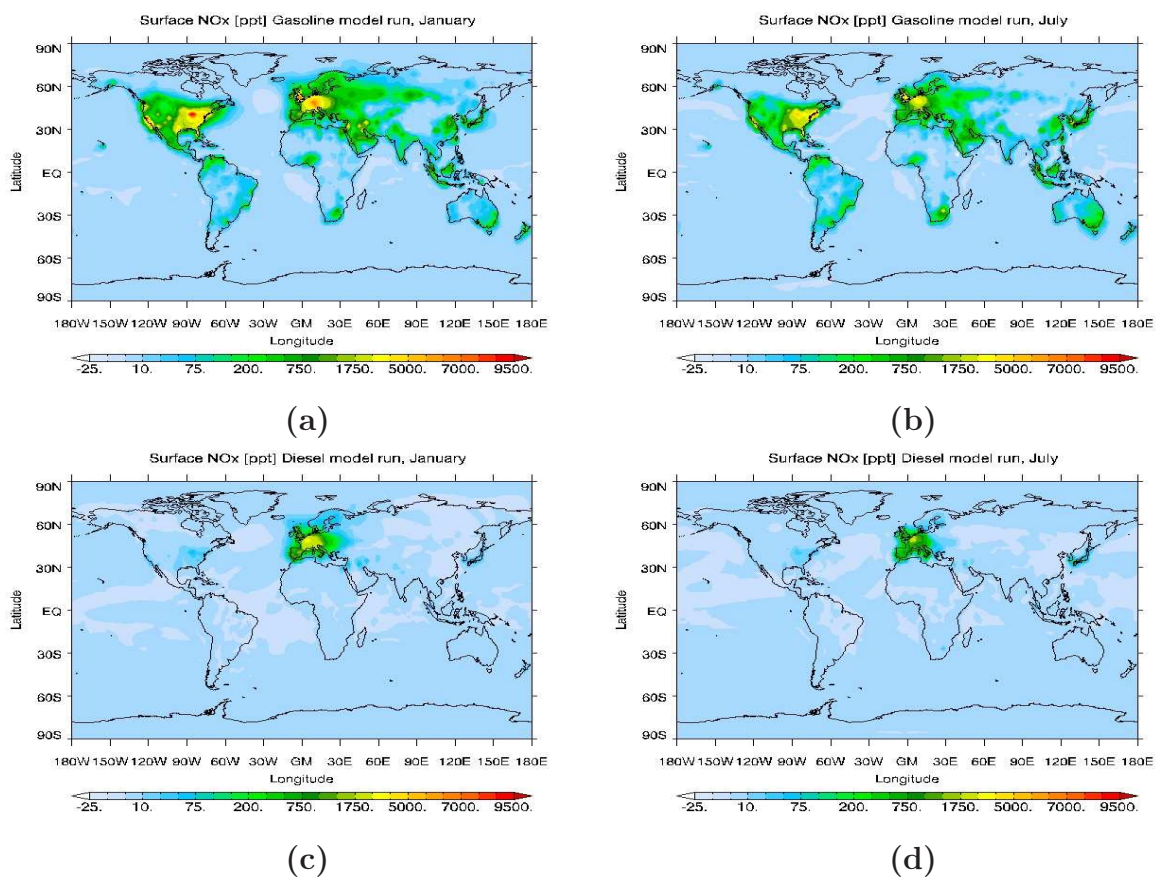 Surface NOx [ppt] Gasoline model run, January
90N
60N
30N
EQ
30S
60S
90S
Latitude
180W 150W 120W 90W 60W 30W GM 30E 60E 90E 120E 150E 180E
Longitude
-25. 10. 75. 200. 750. 1750. 5000. 7000. 9500.
(a)
Surface NOx [ppt] Gasoline model run, July
90N
60N
30N
EQ
30S
60S
90S
Latitude
180W 150W 120W 90W 60W 30W GM 30E 60E 90E 120E 150E 180E
Longitude
-25. 10. 75. 200. 750. 1750. 5000. 7000. 9500.
(b)
Surface NOx [ppt] Diesel model run, January
90N
60N
30N
EQ
30S
60S
90S
Latitude
180W 150W 120W 90W 60W 30W GM 30E 60E 90E 120E 150E 180E
Longitude
-25. 10. 75. 200. 750. 1750. 5000. 7000. 9500.
(c)
Surface NOx [ppt] Diesel model run, July
90N
60N
30N
EQ
30S
60S
90S
Latitude
180W 150W 120W 90W 60W 30W GM 30E 60E 90E 120E 150E 180E
Longitude
-25. 10. 75. 200. 750. 1750. 5000. 7000. 9500.
(d)